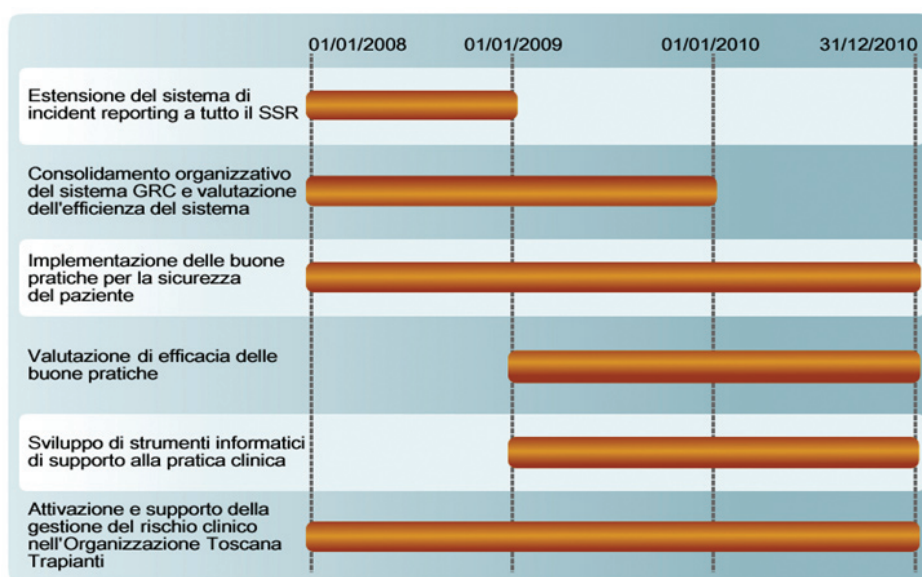 01/01/2008 01/01/2009 01/01/2010 31/12/2010
Estensione del sistema di
incident reporting a tutto il SSR
Consolidamento organizzativo
del sistema GRC e valutazione
dell'efficienza del sistema
Implementazione delle buone
pratiche per la sicurezza
del paziente
Valutazione di efficacia delle
buone pratiche
Sviluppo di strumenti informatici
di supporto alla pratica clinica
Attivazione e supporto della
gestione del rischio clinico
nell'Organizzazione Toscana
Trapianti